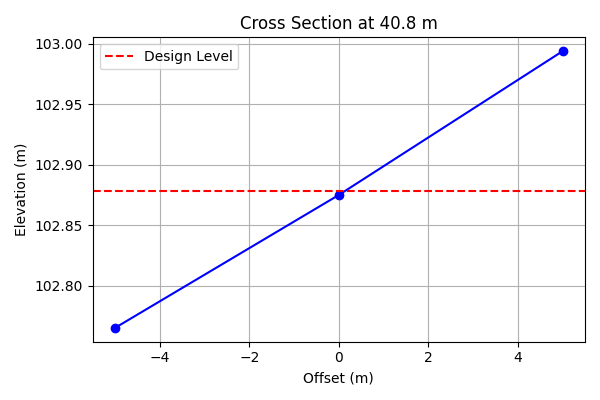 Cross Section at 40.8 m
Design Level
103.00
102.95
102.90
102.85
102.80
Elevation (m)
−4
−2
0
2
4
Offset (m)